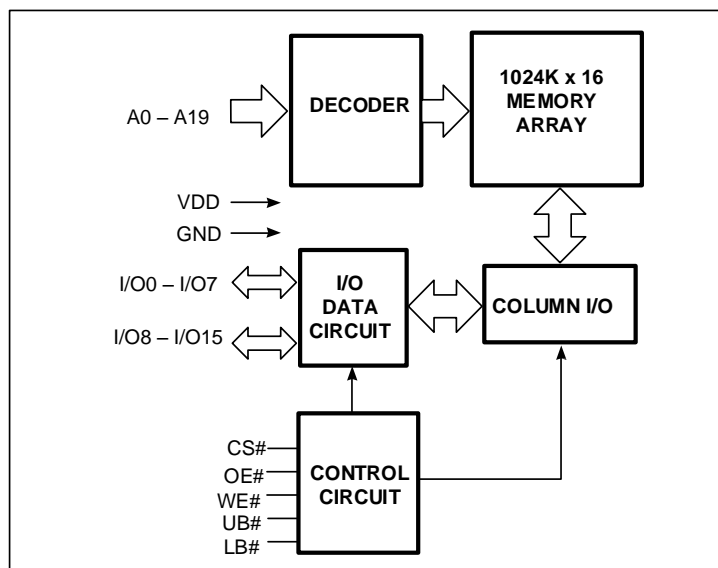 A0 – A19
DECODER
1024K x 16
MEMORY
ARRAY
VDD
GND
I/O0 – I/O7
I/O8 – I/O15
I/O
DATA
CIRCUIT
COLUMN I/O
CS#
OE#
WE#
UB#
LB#
CONTROL
CIRCUIT